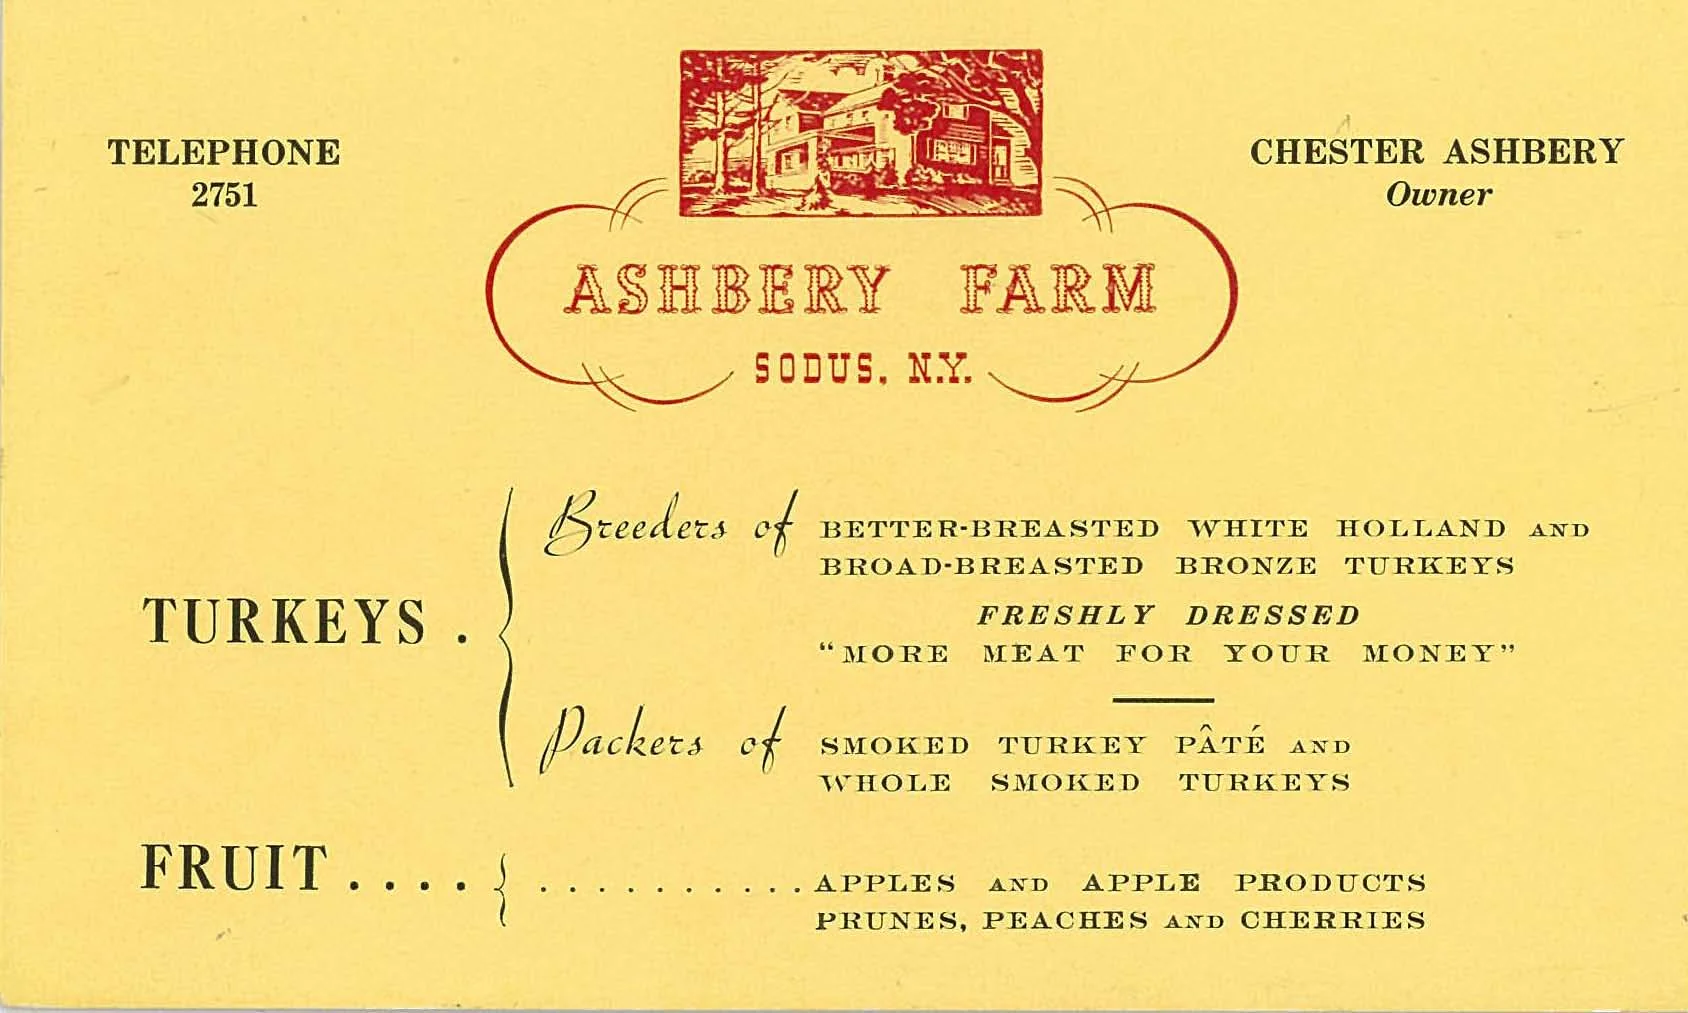 TELEPHONE
2751
CHESTER ASHBERY
Owner
ASHBERY FARM
SODUS, N.Y.
TURKEYS .
Breeders of BETTER-BREASTED WHITE HOLLAND AND
BROAD-BREASTED BRONZE TURKEYS
FRESHLY DRESSED
“MORE MEAT FOR YOUR MONEY”
Packers of SMOKED TURKEY PÂTÉ AND
WHOLE SMOKED TURKEYS
FRUIT .... ........... APPLES AND APPLE PRODUCTS
PRUNES, PEACHES AND CHERRIES